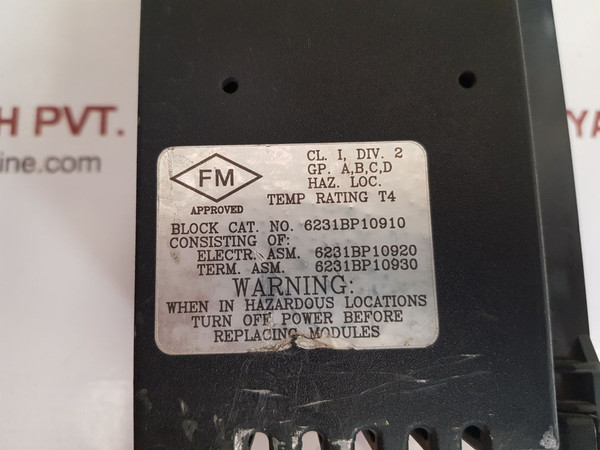 H PVT.
ine.com
YA
FM
APPROVED
CL. I, DIV. 2
GP. A,B,C,D
HAZ. LOC.
TEMP RATING T4
BLOCK CAT. NO. 6231BP10910
CONSISTING OF:
ELECTR. ASM. 6231BP10920
TERM. ASM. 6231BP10930
WARNING:
WHEN IN HAZARDOUS LOCATIONS
TURN OFF POWER BEFORE
REPLACING MODULES